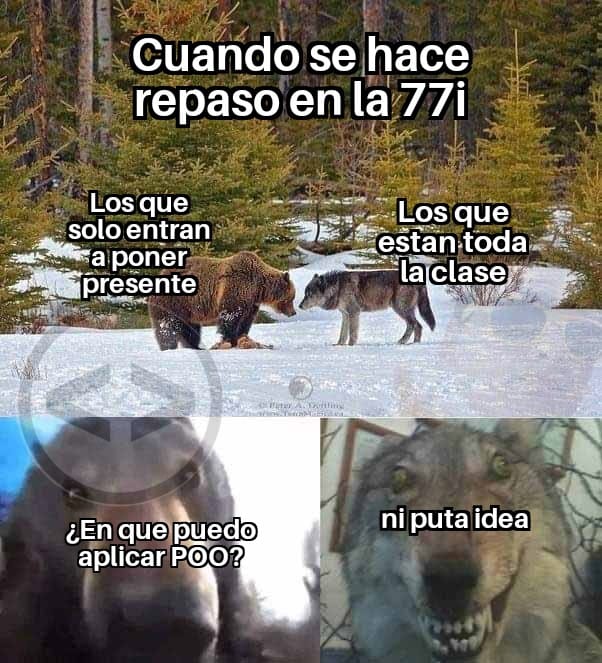 Cuando se hace
repaso en la 77i
Los que
solo entran
a poner
presente
Los que
estan toda
la clase
¿En que puedo
aplicar POO?
ni puta idea